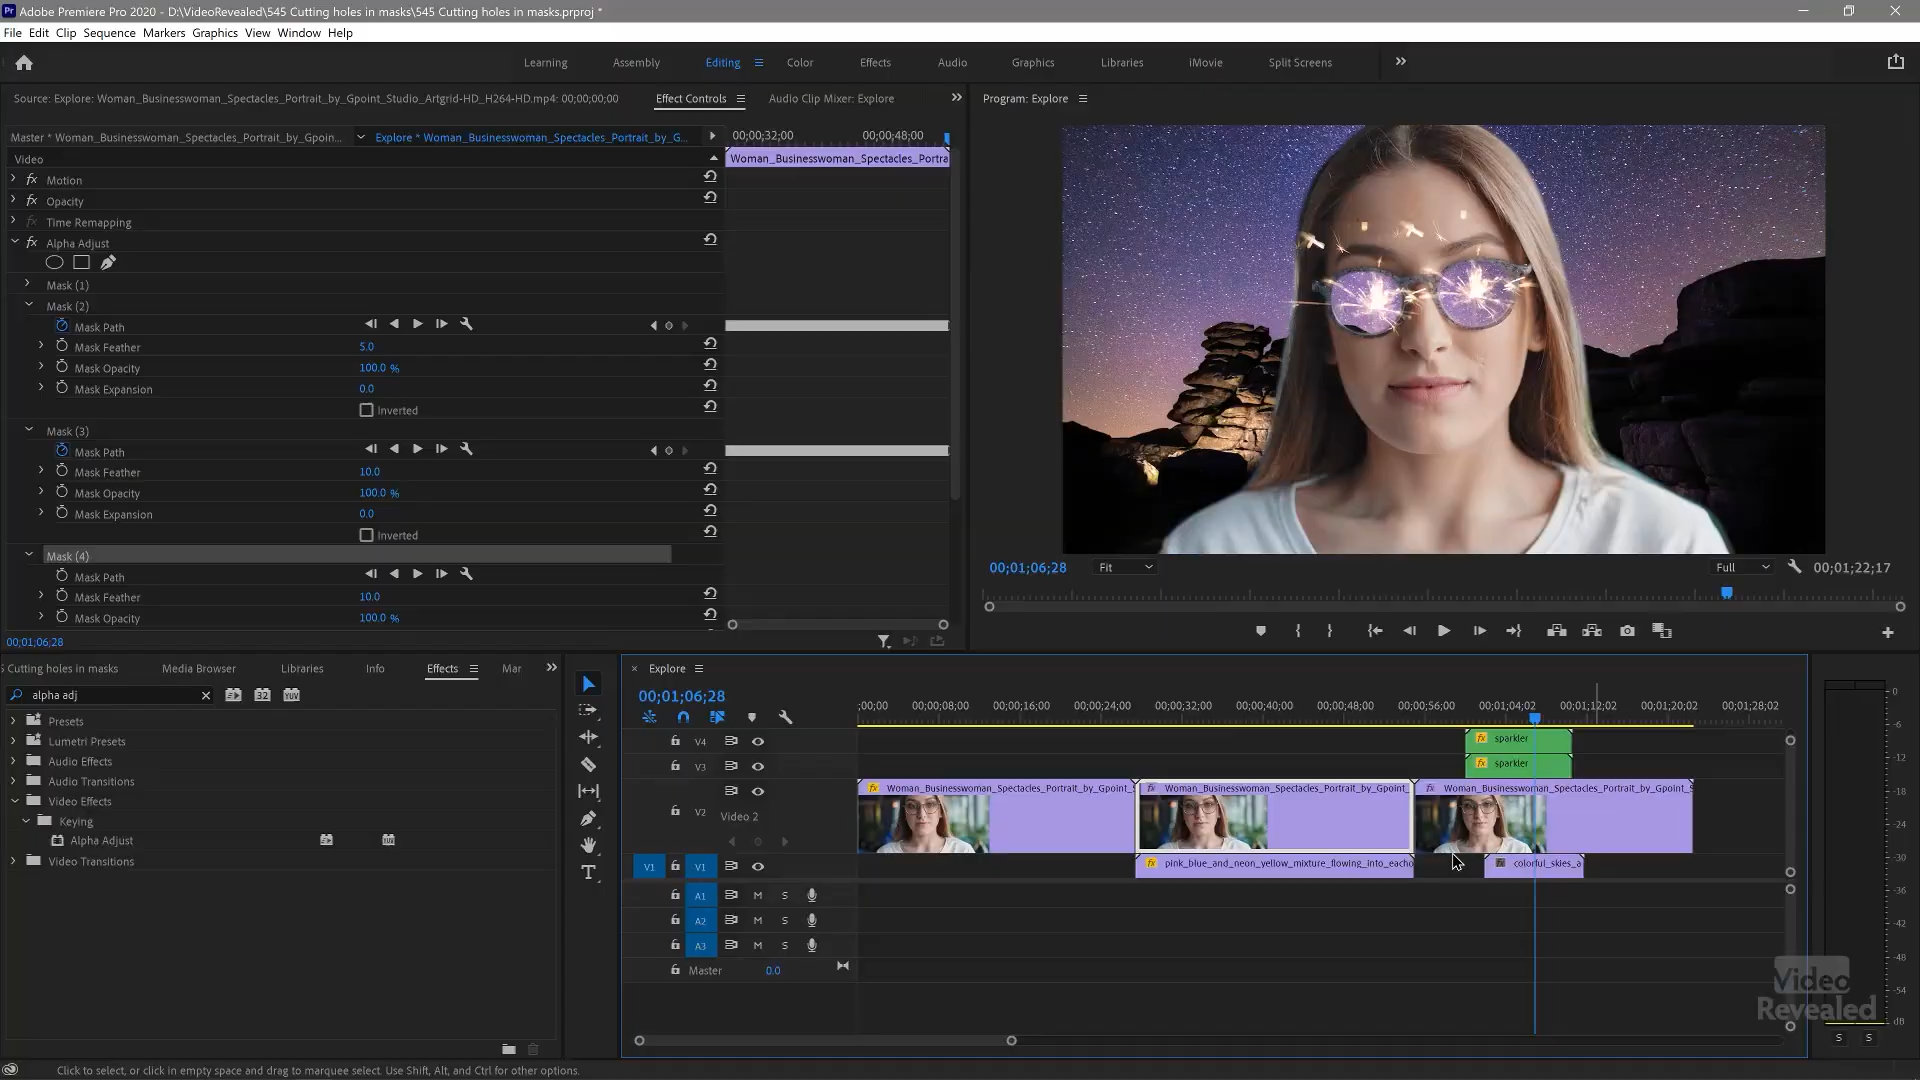 Adobe Premiere Pro 2020 - D:\VideoRevealed\545 Cutting holes in masks\545 Cutting holes in masks.prproj *
File Edit Clip Sequence Markers Graphics View Window Help
Learning Assembly Editing Color Effects Audio Graphics Libraries iMovie Split Screens
Source: Explore: Woman_Businesswoman_Spectacles_Portrait_by_Gpoint_Studio_Artgrid-HD_H264-HD.mp4: 00;00;00;00 Effect Controls Audio Clip Mixer: Explore
Master * Woman_Businesswoman_Spectacles_Portrait_by_Gpoin... Explore * Woman_Businesswoman_Spectacles_Portrait_by_G... 00;00;32;00 00;00;48;00
Video Woman_Businesswoman_Spectacles_Portra
fx Motion
fx Opacity
fx Time Remapping
fx Alpha Adjust
Mask (1)
Mask (2)
Mask Path
Mask Feather 5.0
Mask Opacity 100.0 %
Mask Expansion 0.0
Inverted
Mask (3)
Mask Path
Mask Feather 10.0
Mask Opacity 100.0 %
Mask Expansion 0.0
Inverted
Mask (4)
Mask Path
Mask Feather 10.0
Mask Opacity 100.0 %
00;01;06;28
Program: Explore
00;01;06;28 Fit Full 00;01;22;17
5 Cutting holes in masks Media Browser Libraries Info Effects Mar
alpha adj 32 YUV
Presets
Lumetri Presets
Audio Effects
Audio Transitions
Video Effects
Keying
Alpha Adjust
Video Transitions
Explore
00;01;06;28
;00;00 00;00;08;00 00;00;16;00 00;00;24;00 00;00;32;00 00;00;40;00 00;00;48;00 00;00;56;00 00;01;04;02 00;01;12;02 00;01;20;02 00;01;28;02
V4 fx sparkler
V3 fx sparkler
V2 Video 2
fx Woman_Businesswoman_Spectacles_Portrait_by_Gpoint_ fx Woman_Businesswoman_Spectacles_Portrait_by_Gpoint_ fx Woman_Businesswoman_Spectacles_Portrait_by_Gpoint_S
V1 V1 fx pink_blue_and_neon_yellow_mixture_flowing_into_eacho fx colorful_skies_a
A1 M S
A2 M S
A3 M S
Master 0.0
0
-6
-12
-18
-24
-30
-36
-42
-48
-54
dB
S S
Video
Revealed
Click to select, or click in empty space and drag to marquee select. Use Shift, Alt, and Ctrl for other options.